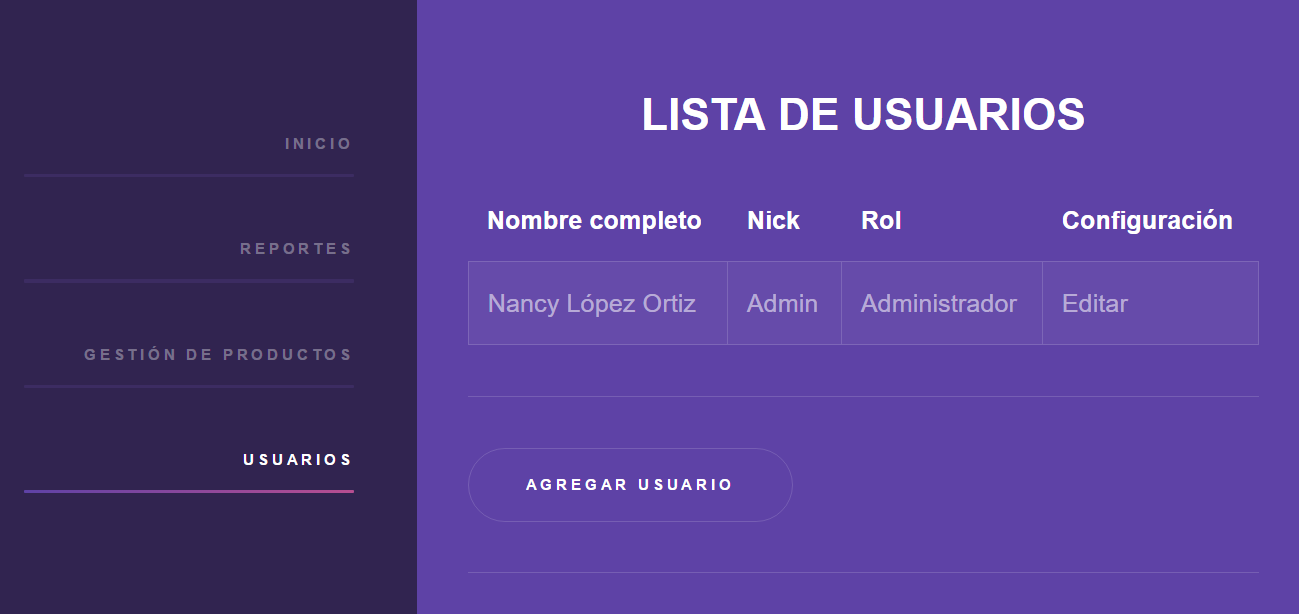 INICIO
REPORTES
GESTIÓN DE PRODUCTOS
USUARIOS
LISTA DE USUARIOS
Nombre completo Nick Rol Configuración
Nancy López Ortiz Admin Administrador Editar
AGREGAR USUARIO